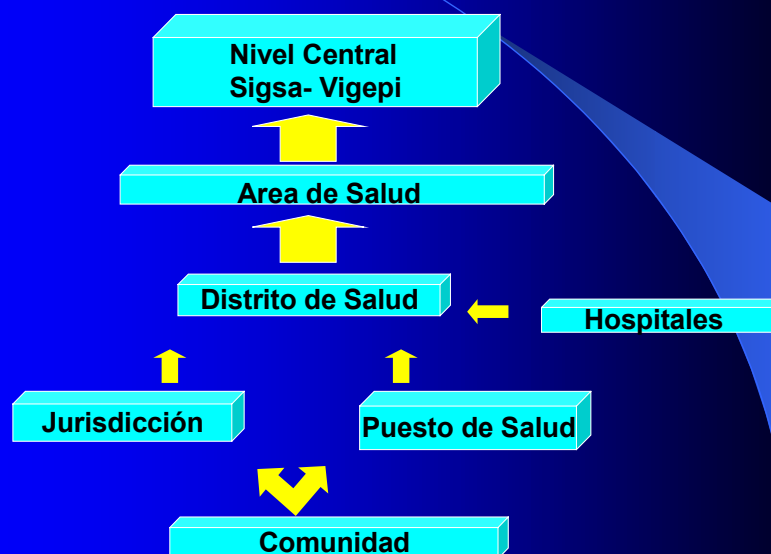 Nivel Central
Sigsa- Vigepi
Area de Salud
Distrito de Salud
Hospitales
Jurisdicción
Puesto de Salud
Comunidad